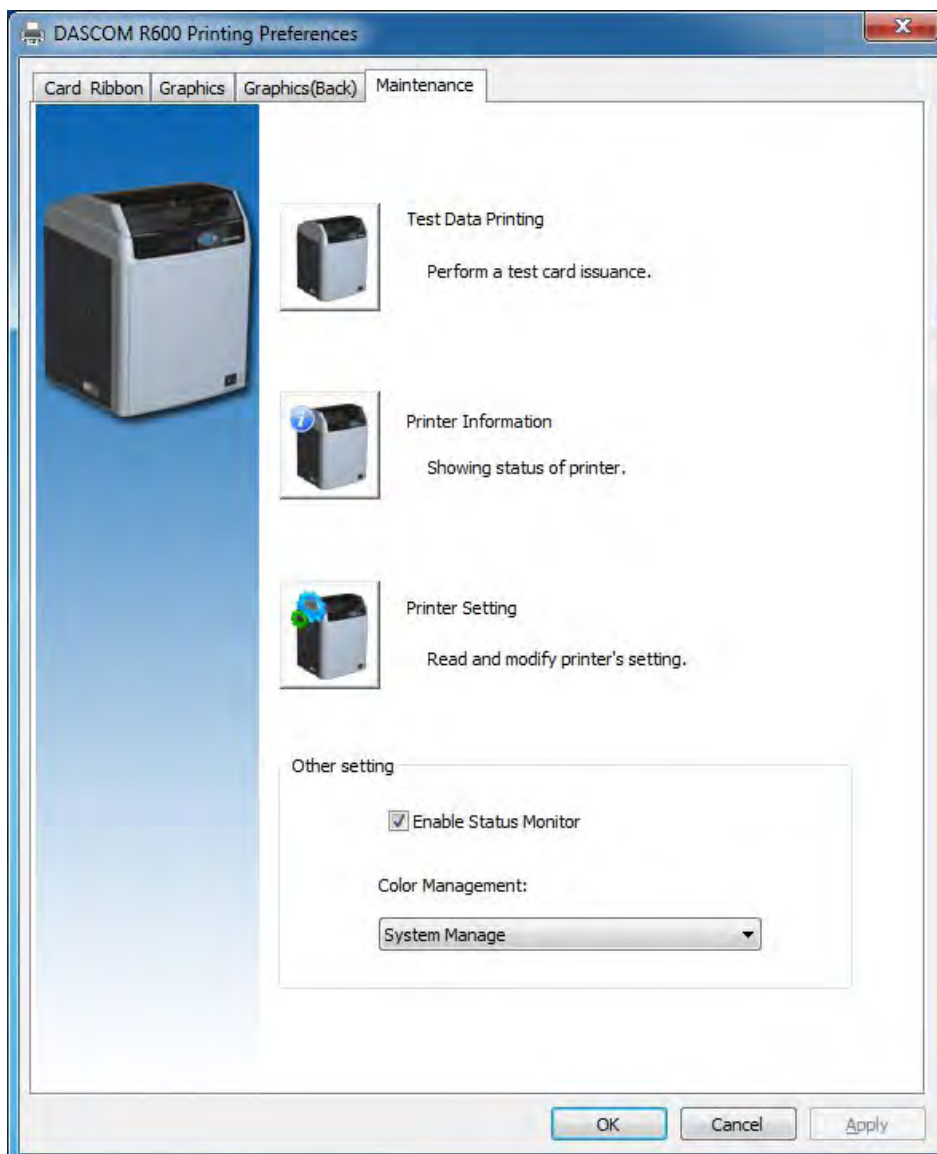 DASCOM R600 Printing Preferences
Card Ribbon Graphics Graphics(Back) Maintenance
Test Data Printing
Perform a test card issuance.
Printer Information
Showing status of printer.
Printer Setting
Read and modify printer's setting.
Other setting
Enable Status Monitor
Color Management:
System Manage
OK Cancel Apply